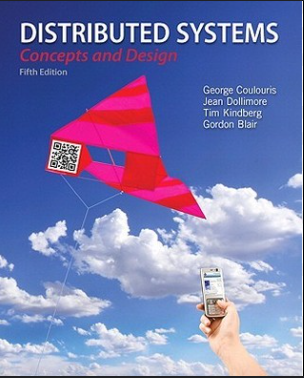 DISTRIBUTED SYSTEMS
Concepts and Design
Fifth Edition
George Coulouris
Jean Dollimore
Tim Kindberg
Gordon Blair